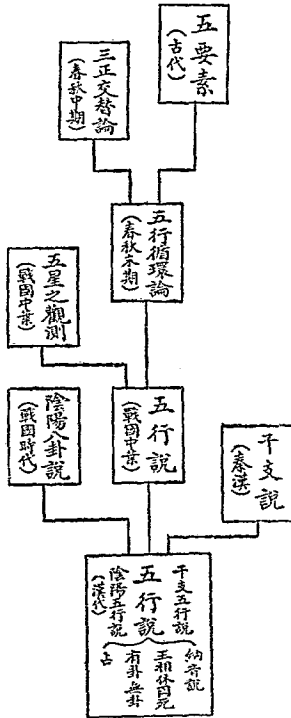 五要素
(古代)
三正交替論
(春秋中期)
五行循環論
(春秋末期)
五星之觀測
(戰國中葉)
五行說
(戰國中葉)
干支說
(秦漢)
陰陽八卦說
(戰國時代)
干支五行說
五行說
陰陽五行說
(漢代)
納音說
王相休囚死
有卦無卦
占